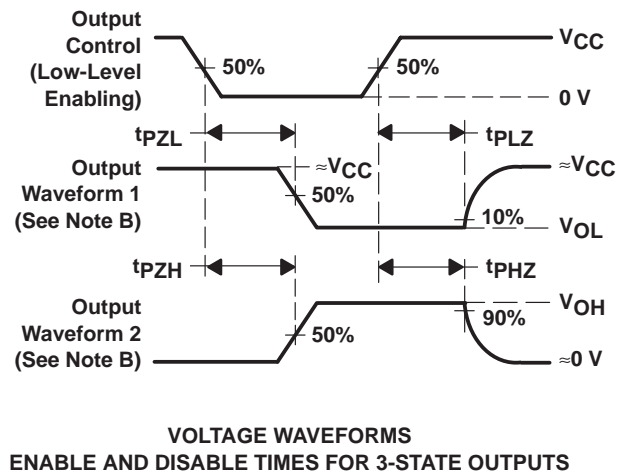 Output
Control
(Low-Level
Enabling)
50%
50%
VCC
0 V
tPZL
tPLZ
Output
Waveform 1
(See Note B)
≈VCC
50%
≈VCC
10%
VOL
tPZH
tPHZ
Output
Waveform 2
(See Note B)
50%
VOH
90%
≈0 V
VOLTAGE WAVEFORMS
ENABLE AND DISABLE TIMES FOR 3-STATE OUTPUTS